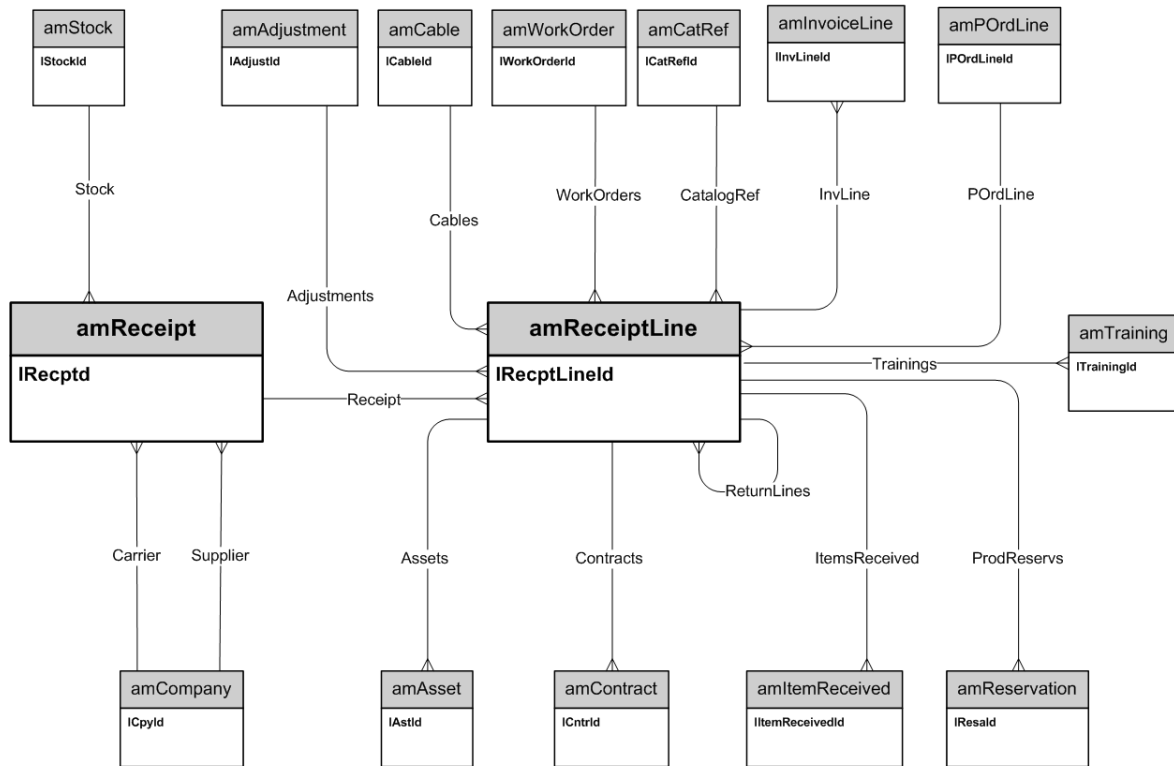 amStock
lStockId
amAdjustment
lAdjustId
amCable
lCableId
amWorkOrder
lWorkOrderId
amCatRef
lCatRefId
amInvoiceLine
lInvLineId
amPOrdLine
lPOrdLineId
Stock
Cables
WorkOrders
CatalogRef
InvLine
POrdLine
Adjustments
amReceipt
lRecptd
amReceiptLine
lRecptLineId
amTraining
lTrainingId
Trainings
Receipt
ReturnLines
Carrier
Supplier
Assets
Contracts
ItemsReceived
ProdReservs
amCompany
lCpyId
amAsset
lAstId
amContract
lCntrId
amItemReceived
lItemReceivedId
amReservation
lResaId